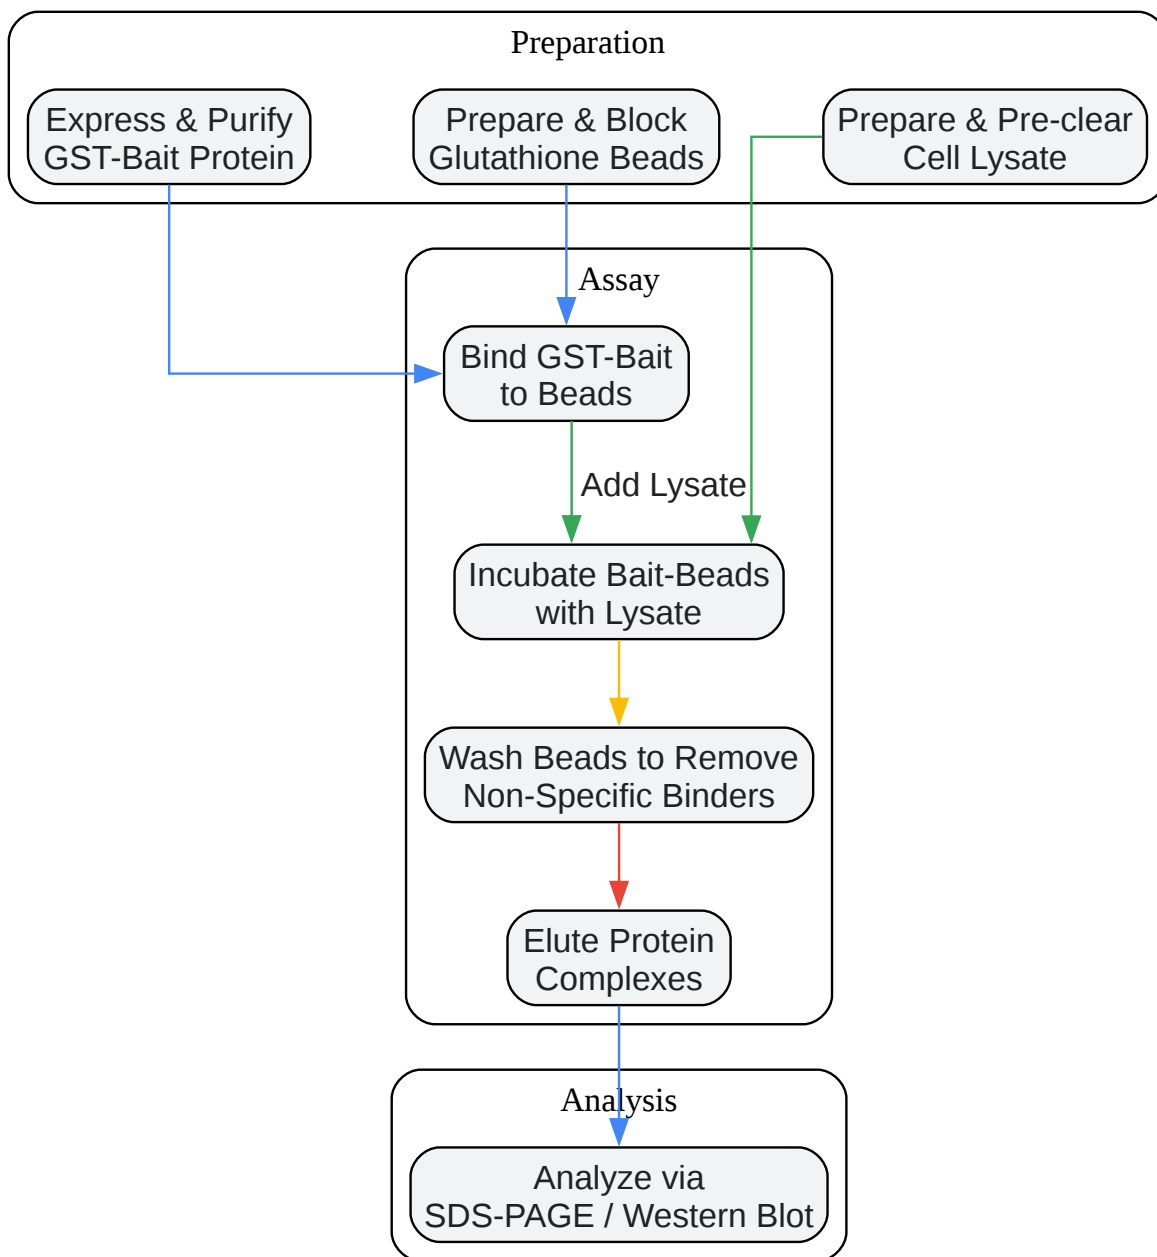 Preparation
Express & Purify
GST-Bait Protein
Prepare & Block
Glutathione Beads
Prepare & Pre-clear
Cell Lysate
Assay
Bind GST-Bait
to Beads
Add Lysate
Incubate Bait-Beads
with Lysate
Wash Beads to Remove
Non-Specific Binders
Elute Protein
Complexes
Analysis
Analyze via
SDS-PAGE / Western Blot